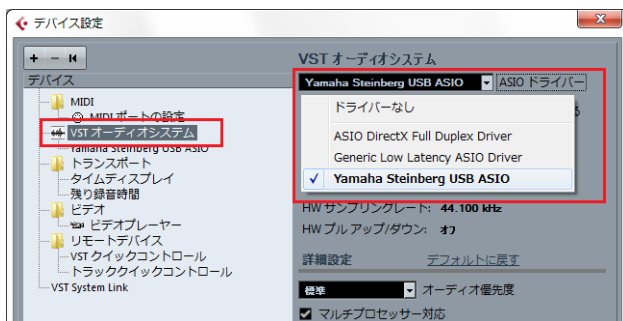 デバイス設定
デバイス
MIDI
MIDI ポートの設定
VST オーディオシステム
Yamaha Steinberg USB ASIO
トランスポート
タイムディスプレイ
残り録音時間
ビデオ
ビデオプレーヤー
リモートデバイス
VST クイックコントロール
トラッククイックコントロール
VST System Link
VST オーディオシステム
Yamaha Steinberg USB ASIO ASIO ドライバー
ドライバーなし
ASIO DirectX Full Duplex Driver
Generic Low Latency ASIO Driver
✓ Yamaha Steinberg USB ASIO
HW サンプリングレート: 44.100 kHz
HW プル アップ/ダウン: オフ
詳細設定 デフォルトに戻す
標準 オーディオ優先度
マルチプロセッサー対応